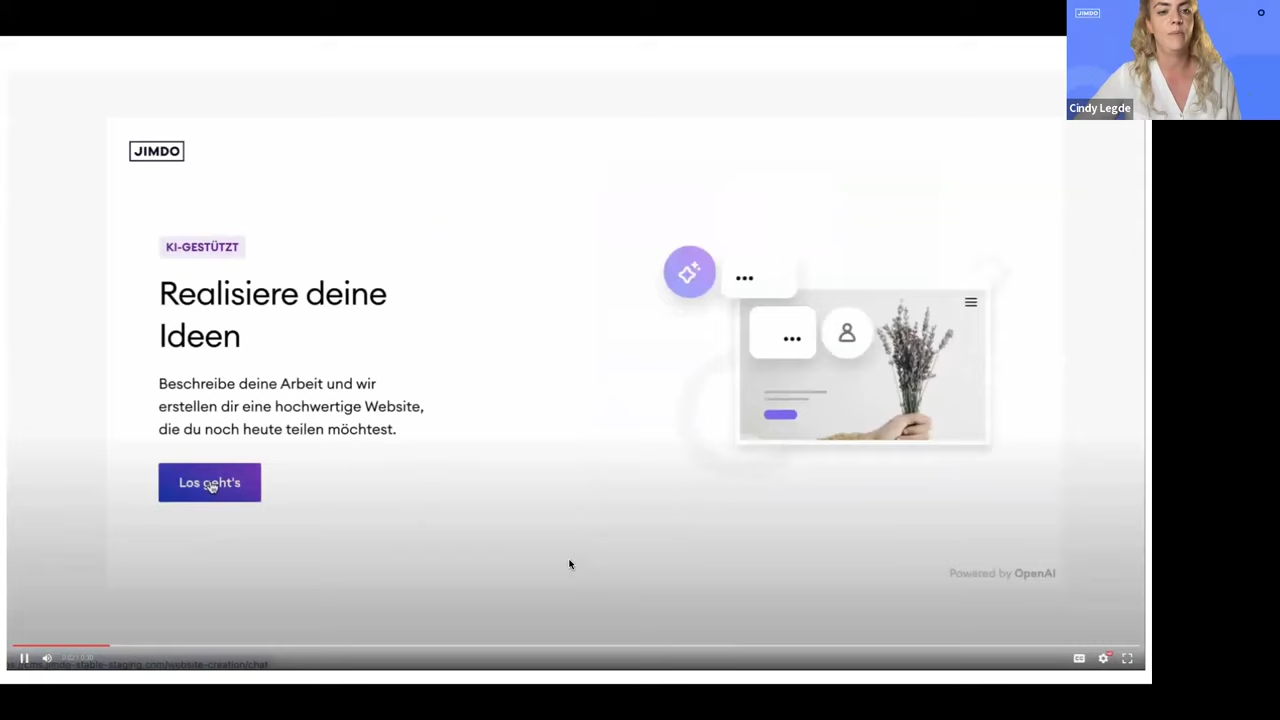 JIMDO
Cindy Legde
JIMDO
KI-GESTÜTZT
Realisiere deine
Ideen
Beschreibe deine Arbeit und wir
erstellen dir eine hochwertige Website,
die du noch heute teilen möchtest.
Los geht's
Powered by OpenAI